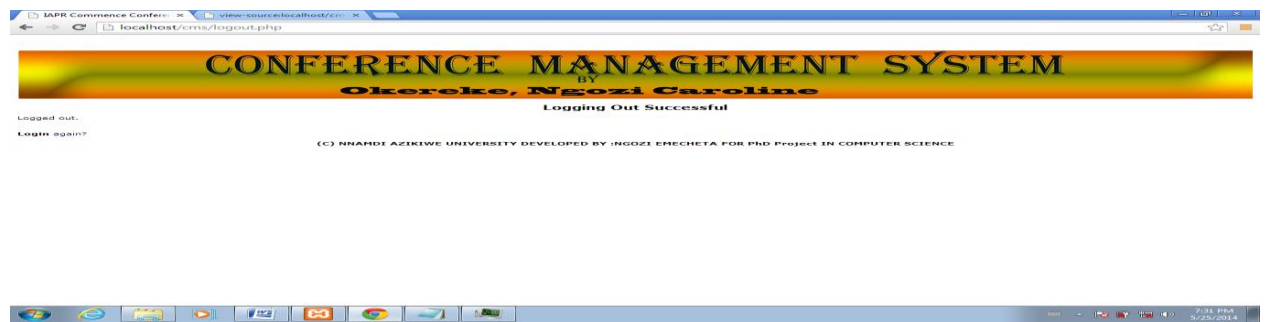 IAPR Commence Confere
view-source:localhost/cm
localhost/cms/logout.php
CONFERENCE MANAGEMENT SYSTEM
BY
Okereke, Ngozi Caroline
Logging Out Successful
Logged out.
Login again?
(C) NNAMDI AZIKIWE UNIVERSITY DEVELOPED BY :NGOZI EMECHETA FOR PhD Project IN COMPUTER SCIENCE
7:31 PM
5/25/2014